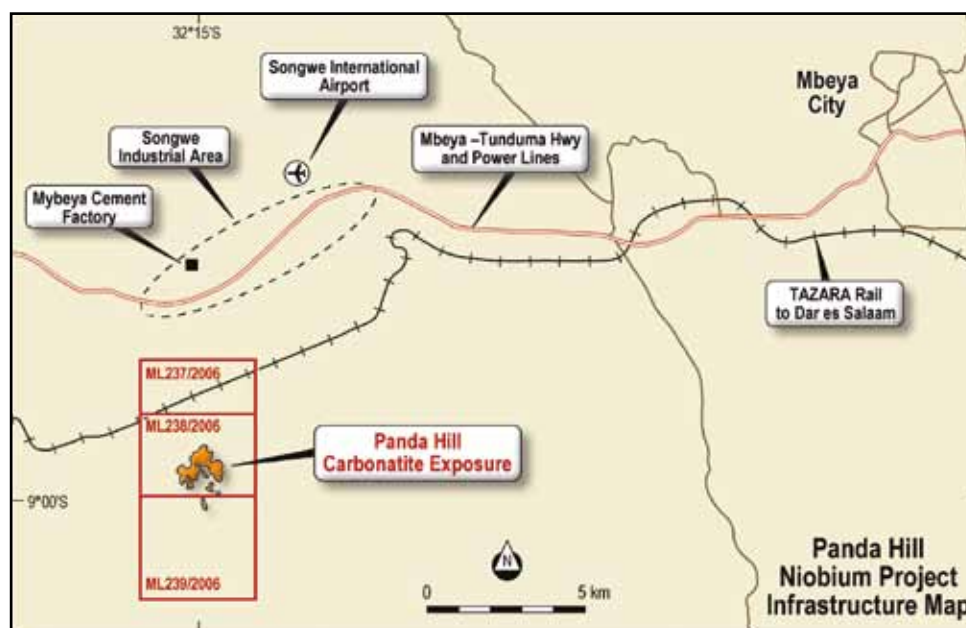 32°15'S
Songwe International
Airport
Mbeya
City
Songwe
Industrial Area
Mbeya –Tunduma Hwy
and Power Lines
Mybeya Cement
Factory
TAZARA Rail
to Dar es Salaam
ML237/2006
ML238/2006
Panda Hill
Carbonatite Exposure
9°00'S
N
Panda Hill
Niobium Project
Infrastructure Map
ML239/2006
0 5 km